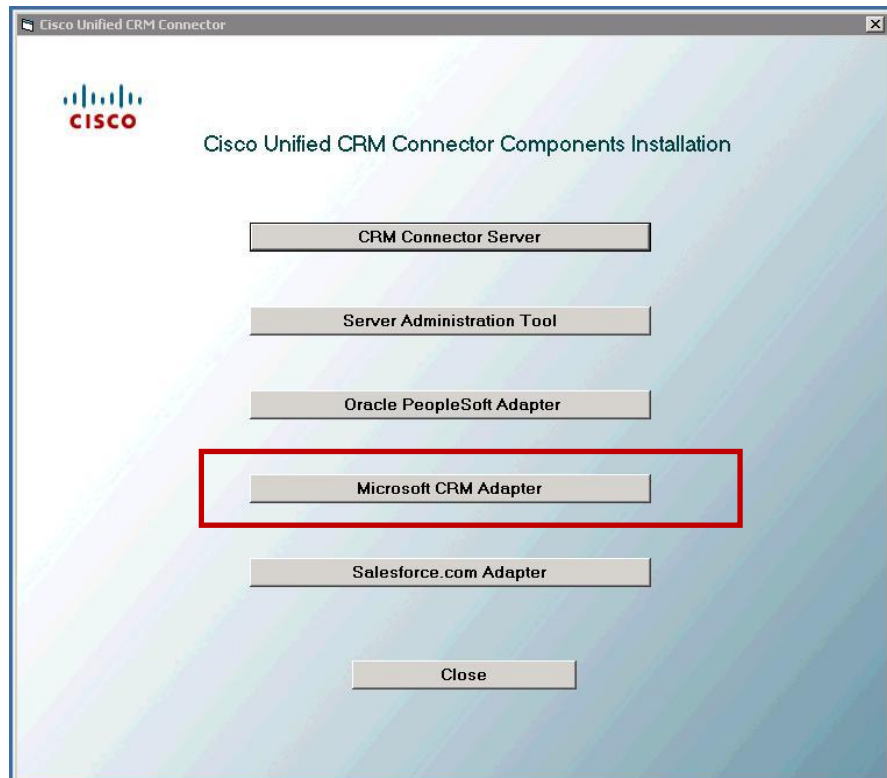 Cisco Unified CRM Connector
CISCO
Cisco Unified CRM Connector Components Installation
CRM Connector Server
Server Administration Tool
Oracle PeopleSoft Adapter
Microsoft CRM Adapter
Salesforce.com Adapter
Close